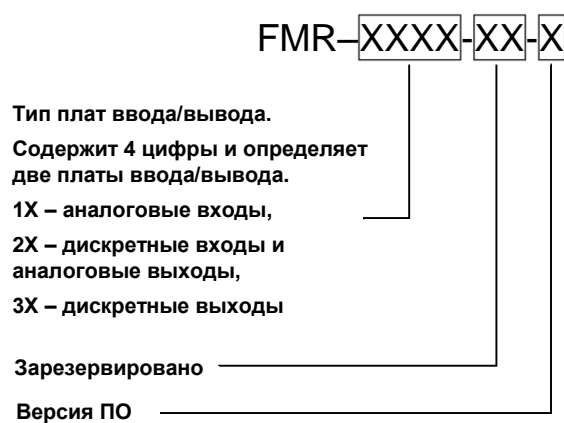 FMR–XXXX-XX-X
Тип плат ввода/вывода.
Содержит 4 цифры и определяет
две платы ввода/вывода.
1X – аналоговые входы,
2X – дискретные входы и
аналоговые выходы,
3X – дискретные выходы
Зарезервировано
Версия ПО